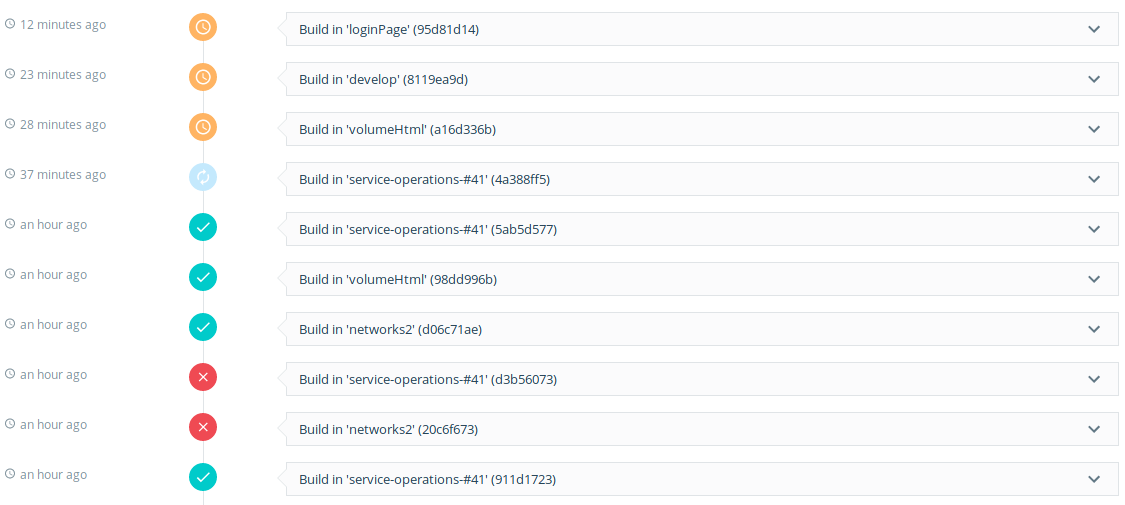 12 minutes ago
Build in 'loginPage' (95d81d14)
23 minutes ago
Build in 'develop' (8119ea9d)
28 minutes ago
Build in 'volumeHtml' (a16d336b)
37 minutes ago
Build in 'service-operations-#41' (4a388ff5)
an hour ago
Build in 'service-operations-#41' (5ab5d577)
an hour ago
Build in 'volumeHtml' (98dd996b)
an hour ago
Build in 'networks2' (d06c71ae)
an hour ago
Build in 'service-operations-#41' (d3b56073)
an hour ago
Build in 'networks2' (20c6f673)
an hour ago
Build in 'service-operations-#41' (911d1723)